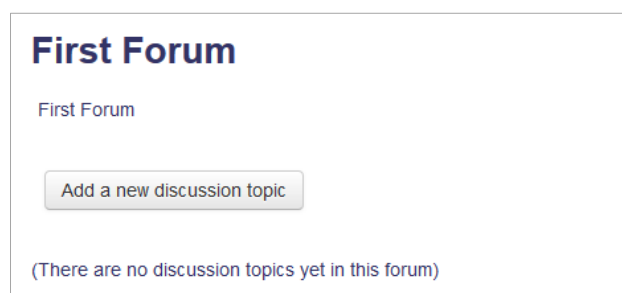 First Forum
First Forum
Add a new discussion topic
(There are no discussion topics yet in this forum)